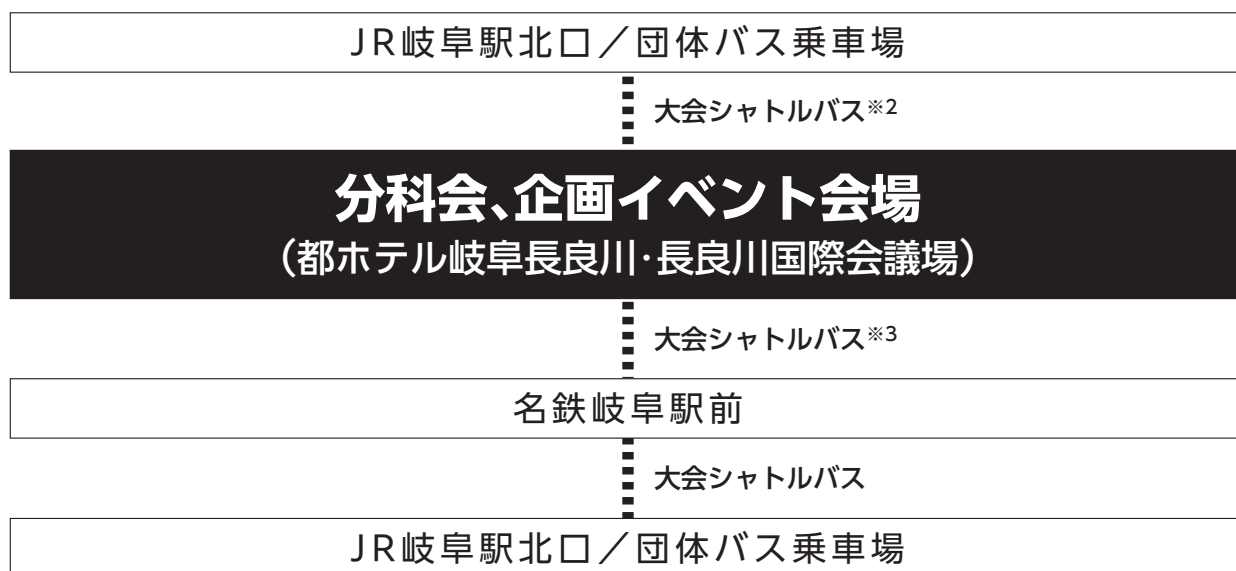 JR岐阜駅北口／団体バス乗車場
大会シャトルバス※2
分科会、企画イベント会場
（都ホテル岐阜長良川・長良川国際会議場）
大会シャトルバス※3
名鉄岐阜駅前
大会シャトルバス
JR岐阜駅北口／団体バス乗車場